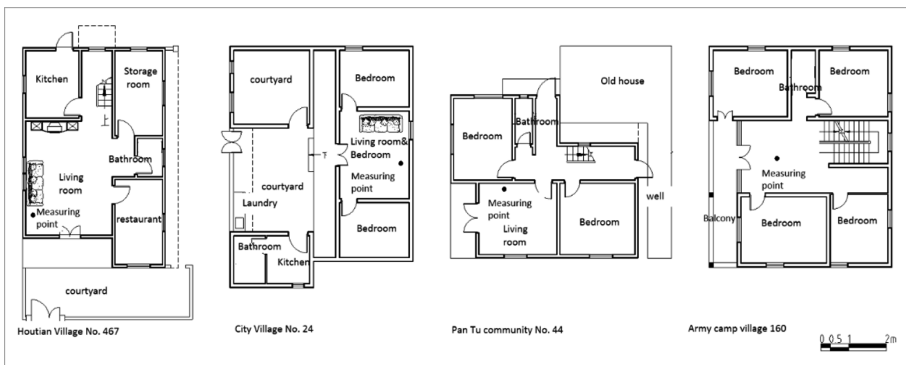 Kitchen
Storage
room
Bathroom
Living
room
Measuring
point
restaurant
courtyard
Houtian Village No. 467
courtyard
Bedroom
Living room&
Bedroom
Measuring
point
courtyard
Laundry
Bedroom
Bathroom
Kitchen
City Village No. 24
Old house
Bathroom
Bedroom
well
Measuring
point
Living
room
Bedroom
Pan Tu community No. 44
Bedroom
Bedroom
Bathroom
Measuring
point
Balcony
Bedroom
Bedroom
Army camp village 160
0 0.5 1 2m